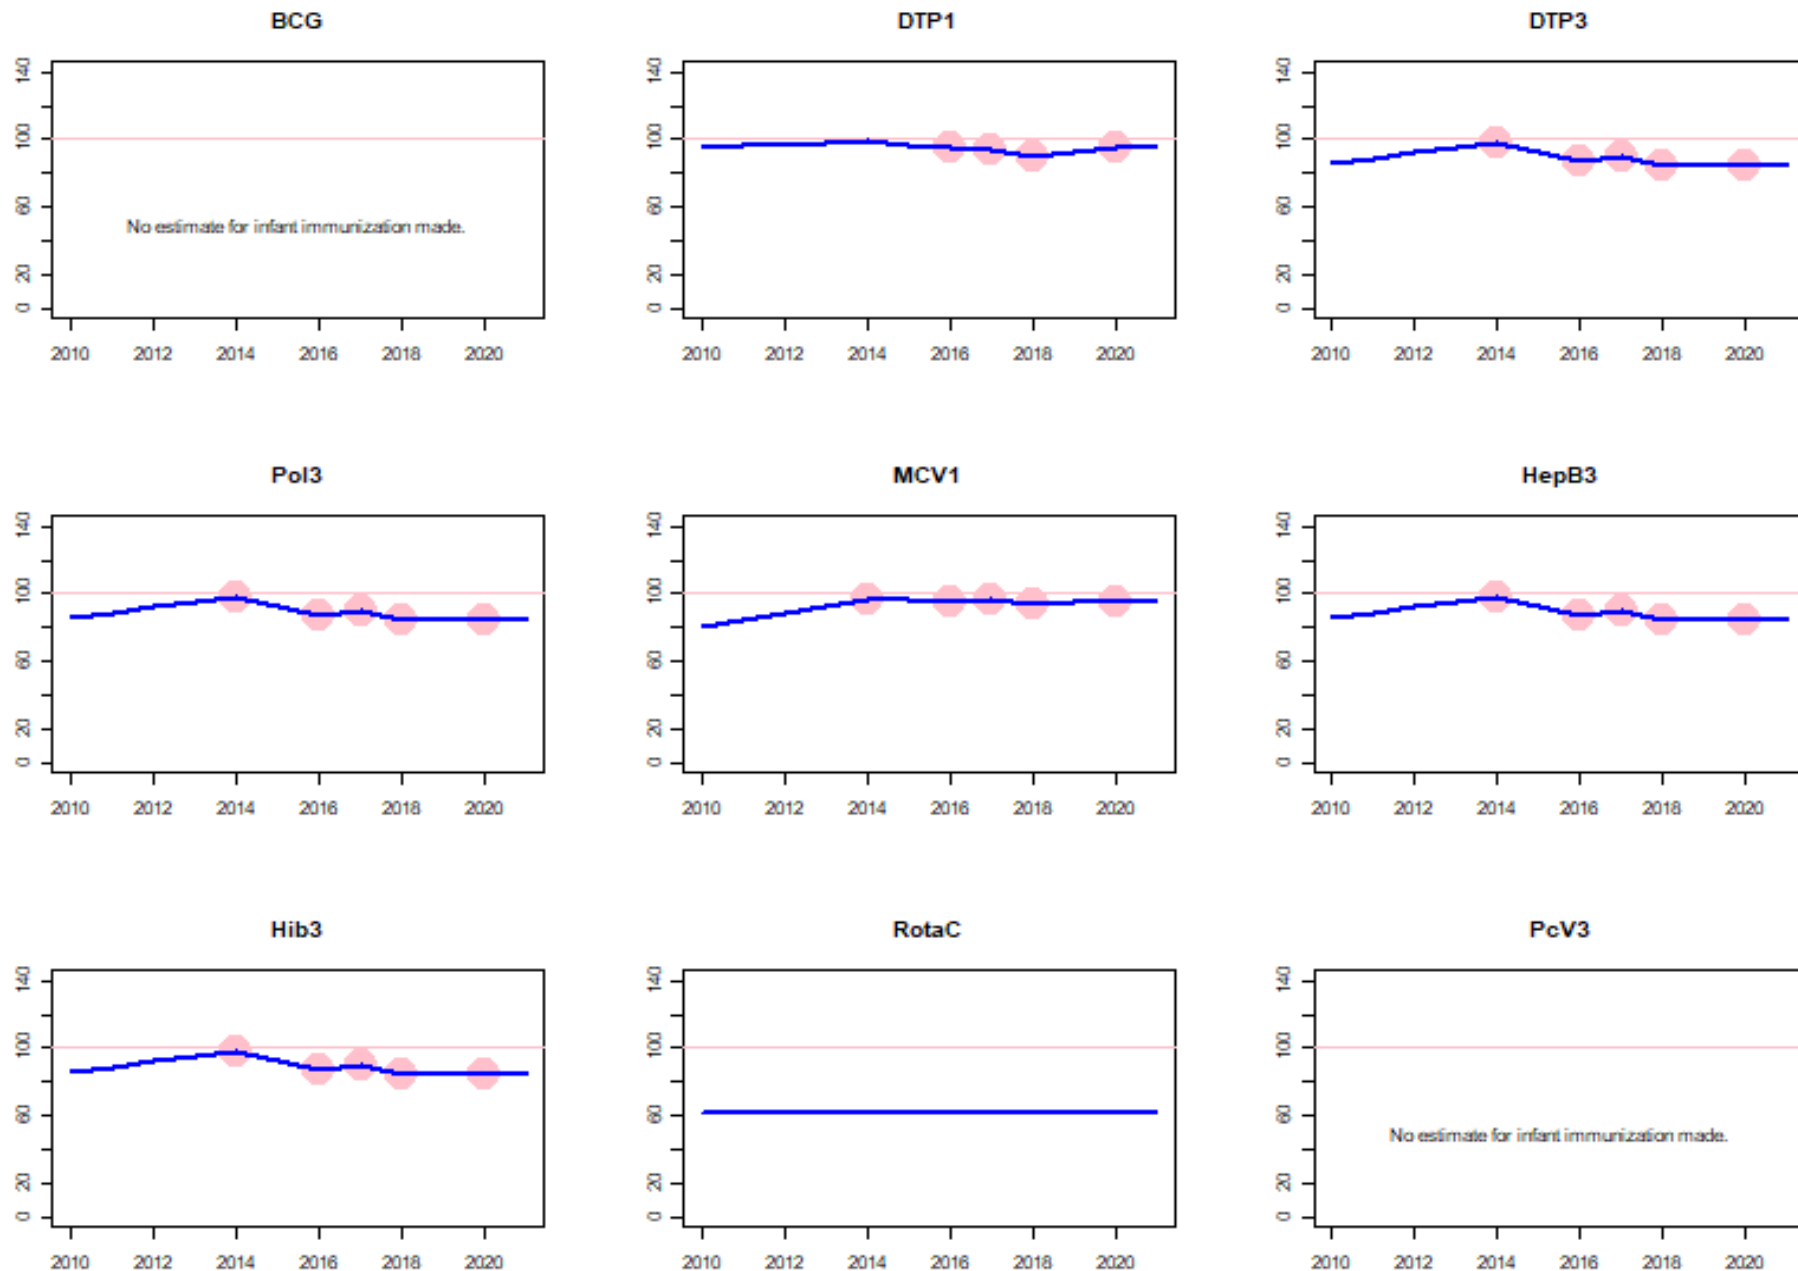 BCG DTP1 DTP3
140 140 140
100 100 100
60 60 60
No estimate for infant immunization made.
20 20 20
0 0 0
2010 2012 2014 2016 2018 2020 2010 2012 2014 2016 2018 2020 2010 2012 2014 2016 2018 2020
Pol3 MCV1 HepB3
140 140 140
100 100 100
60 60 60
20 20 20
0 0 0
2010 2012 2014 2016 2018 2020 2010 2012 2014 2016 2018 2020 2010 2012 2014 2016 2018 2020
Hib3 RotaC PcV3
140 140 140
100 100 100
60 60 60
No estimate for infant immunization made.
20 20 20
0 0 0
2010 2012 2014 2016 2018 2020 2010 2012 2014 2016 2018 2020 2010 2012 2014 2016 2018 2020